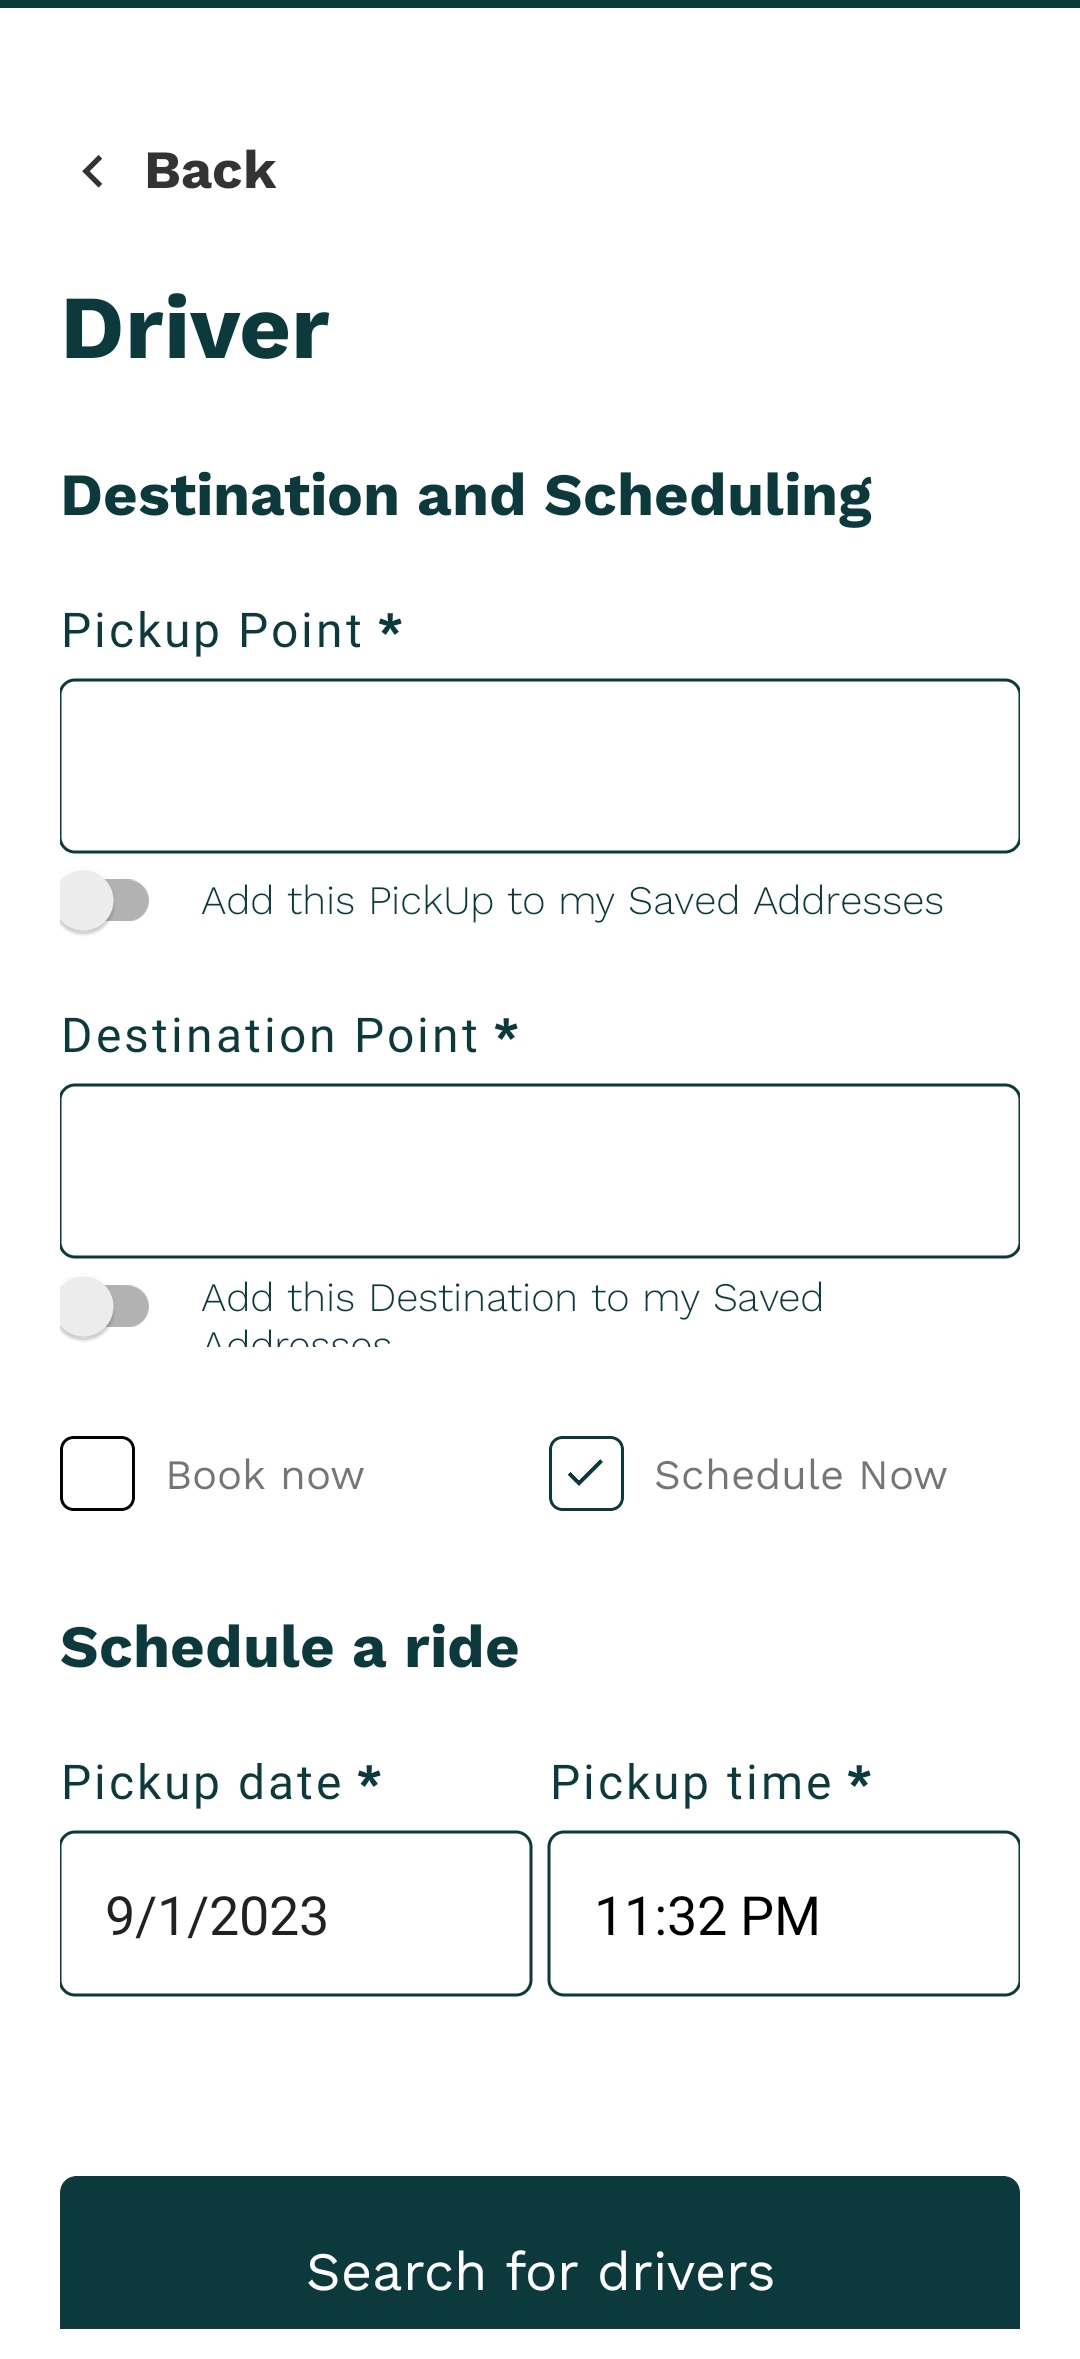 Back
Driver
Destination and Scheduling
Pickup Point *
Add this PickUp to my Saved Addresses
Destination Point *
Add this Destination to my Saved
Addresses
Book now
Schedule Now
Schedule a ride
Pickup date *
Pickup time *
9/1/2023
11:32 PM
Search for drivers